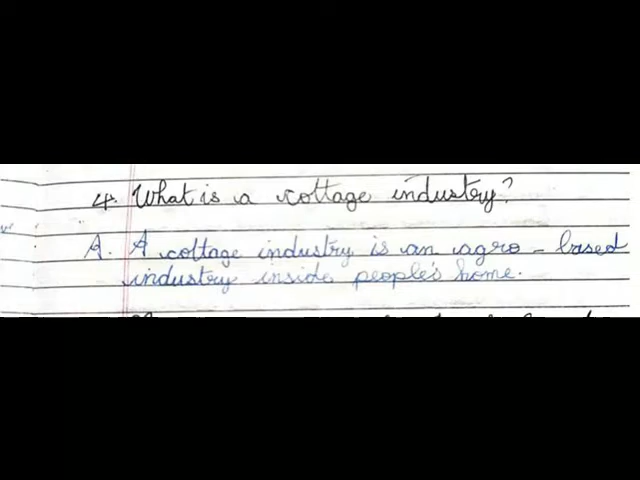 4. What is a cottage industry?
A. A cottage industry is an agro-based
industry inside people's home.